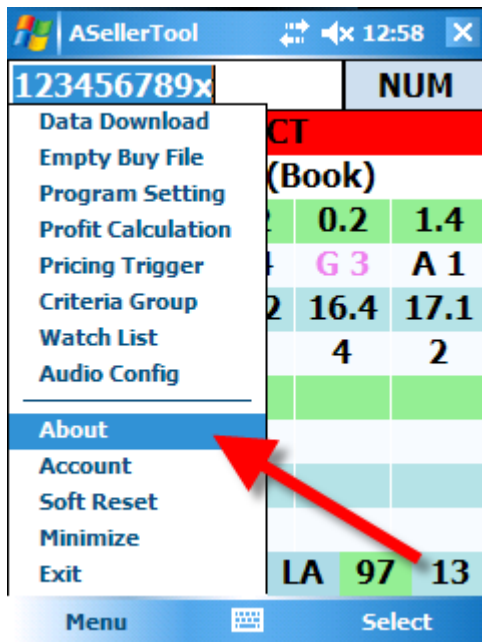 ASellerTool 12:58
123456789x NUM
Data Download
CT
Empty Buy File
(Book)
Program Setting
Profit Calculation 0.2 1.4
Pricing Trigger G 3 A 1
Criteria Group 2 16.4 17.1
Watch List 4 2
Audio Config
About
Account
Soft Reset
Minimize
Exit LA 97 13
Menu Select